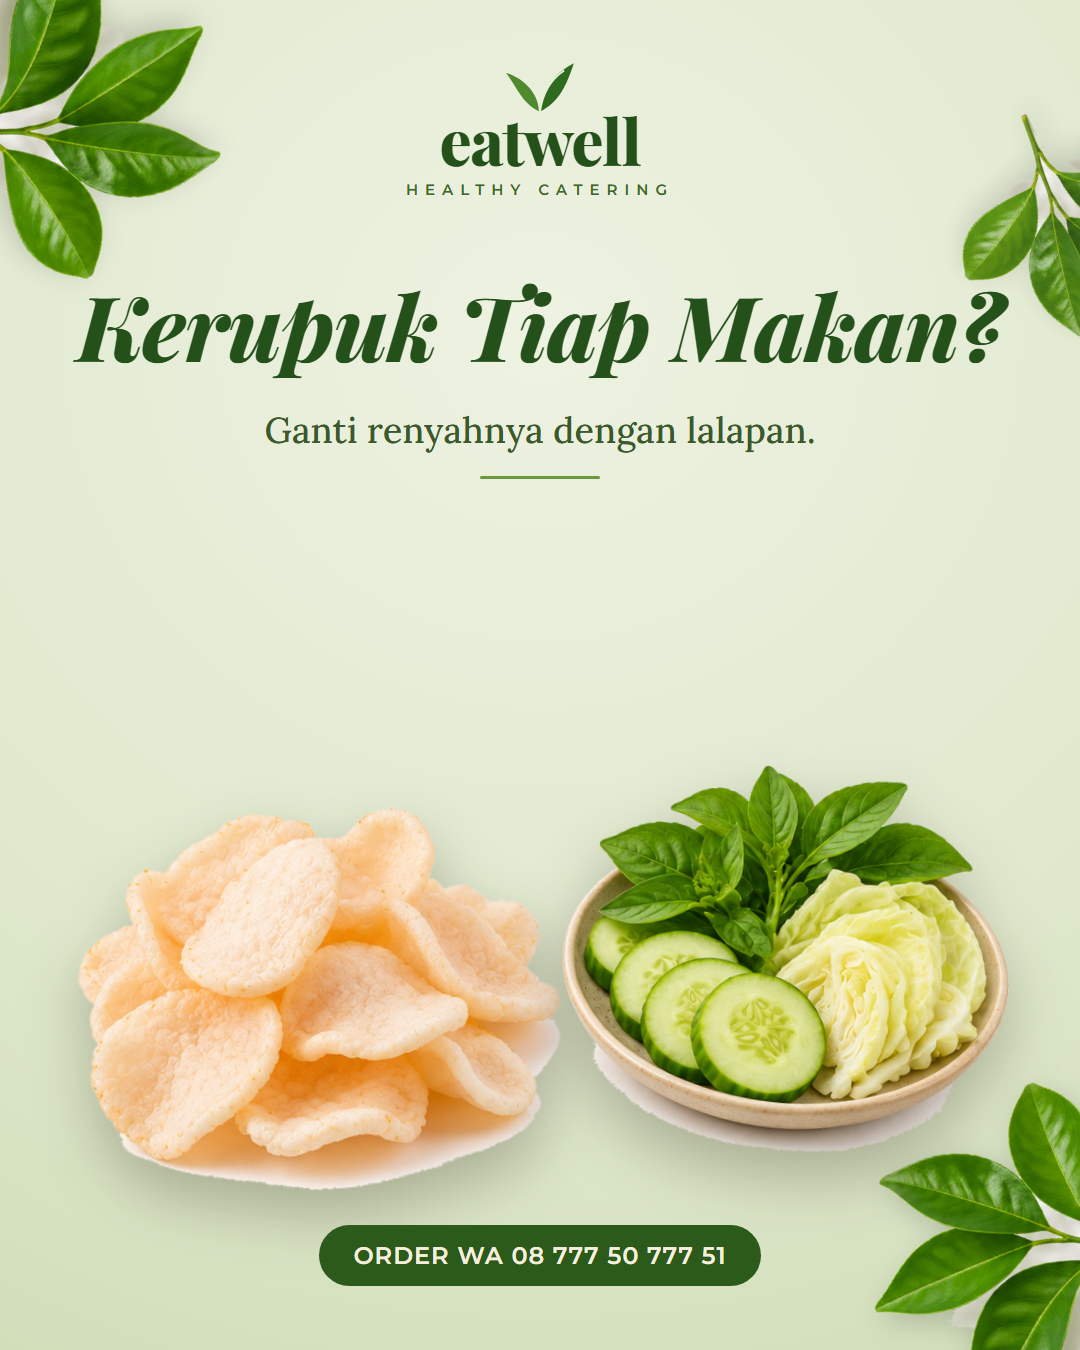 eatwell
HEALTHY CATERING
Kerupuk Tiap Makan?
Ganti renyahnya dengan lalapan.
ORDER WA 08 777 50 777 51